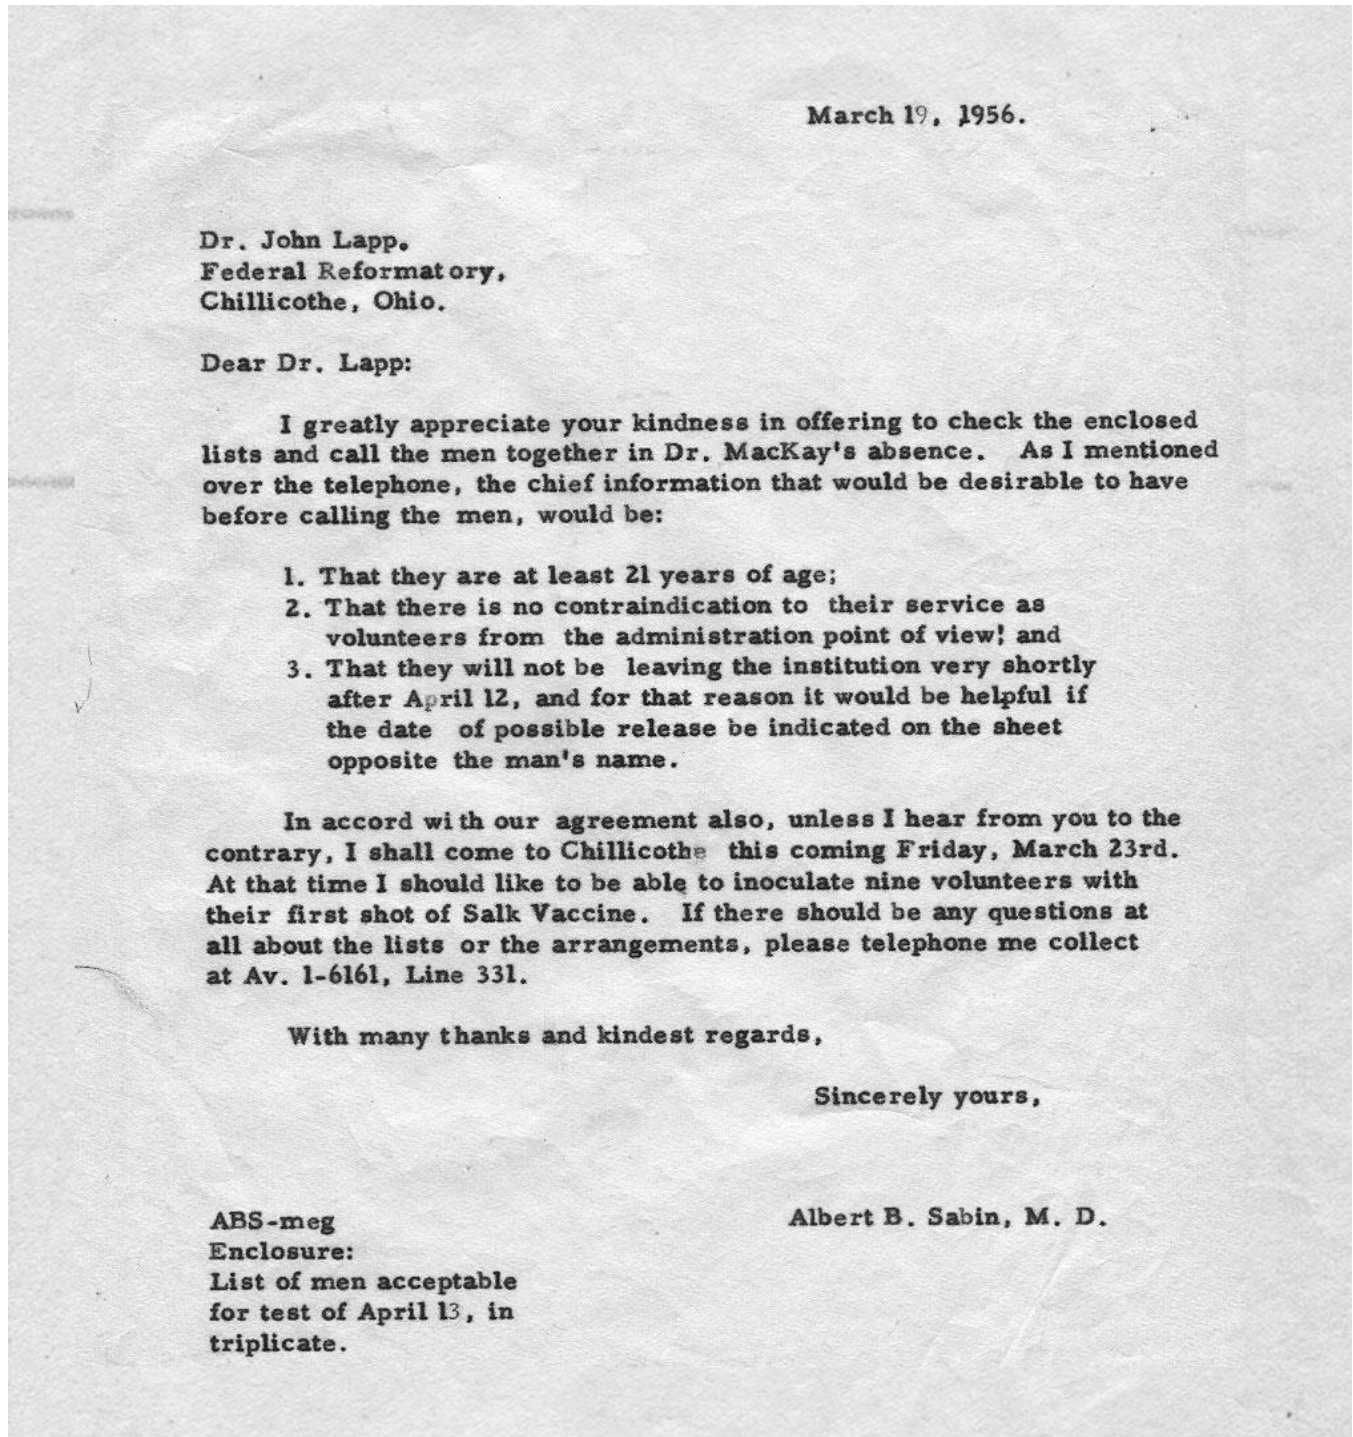 March 19, 1956.
Dr. John Lapp.
Federal Reformatory,
Chillicothe, Ohio.
Dear Dr. Lapp:
I greatly appreciate your kindness in offering to check the enclosed
lists and call the men together in Dr. MacKay's absence. As I mentioned
over the telephone, the chief information that would be desirable to have
before calling the men, would be:
1. That they are at least 21 years of age;
2. That there is no contraindication to their service as
volunteers from the administration point of view; and
3. That they will not be leaving the institution very shortly
after April 12, and for that reason it would be helpful if
the date of possible release be indicated on the sheet
opposite the man's name.
In accord with our agreement also, unless I hear from you to the
contrary, I shall come to Chillicothe this coming Friday, March 23rd.
At that time I should like to be able to inoculate nine volunteers with
their first shot of Salk Vaccine. If there should be any questions at
all about the lists or the arrangements, please telephone me collect
at Av. 1-6161, Line 331.
With many thanks and kindest regards,
Sincerely yours,
Albert B. Sabin, M. D.
ABS-meg
Enclosure:
List of men acceptable
for test of April 13, in
triplicate.